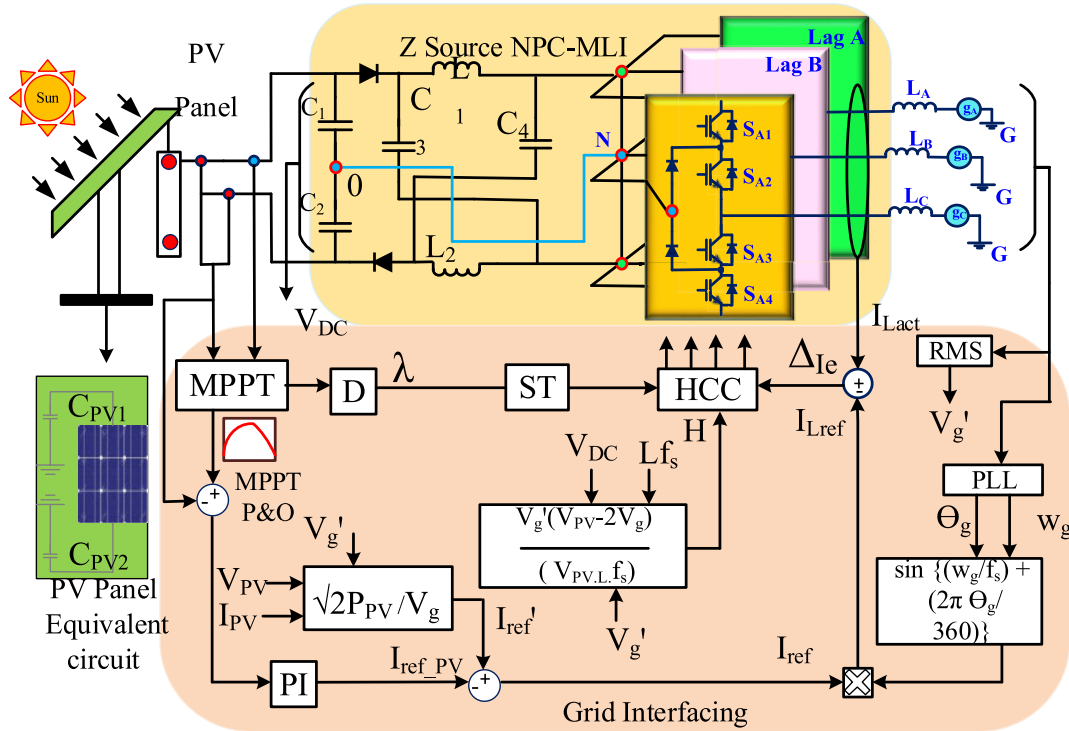 Sun
PV
Panel
Z Source NPC-MLI
Lag A
Lag B
L
1
C
3
C4
C1
C2
0
L2
N
SA1
SA2
SA3
SA4
LA
gA
G
LB
gB
G
LC
gC
G
VDC
ILact
MPPT
D
λ
ST
HCC
ΔIe
±
RMS
Vg'
ILref
H
CPV1
CPV2
PV Panel
Equivalent
circuit
MPPT
P&O
- +
VDC
Lfs
Vg'(VPV-2Vg)
( VPV.L.fs)
Vg'
PLL
Θg
wg
sin {(wg/fs) +
(2π Θg/
360)}
Vg'
VPV
IPV
√2PPV/Vg
Iref'
PI
Iref_PV
- +
Iref
Grid Interfacing